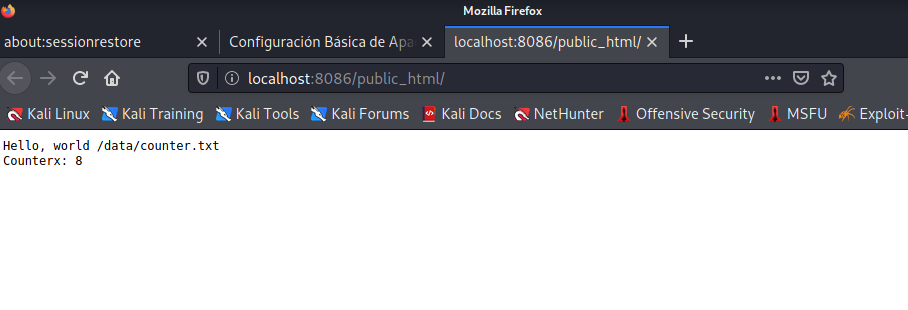 Mozilla Firefox
about:sessionrestore
Configuración Básica de Apa
localhost:8086/public_html/
localhost:8086/public_html/
Kali Linux Kali Training Kali Tools Kali Forums Kali Docs NetHunter Offensive Security MSFU Exploit-
Hello, world /data/counter.txt
Counterx: 8